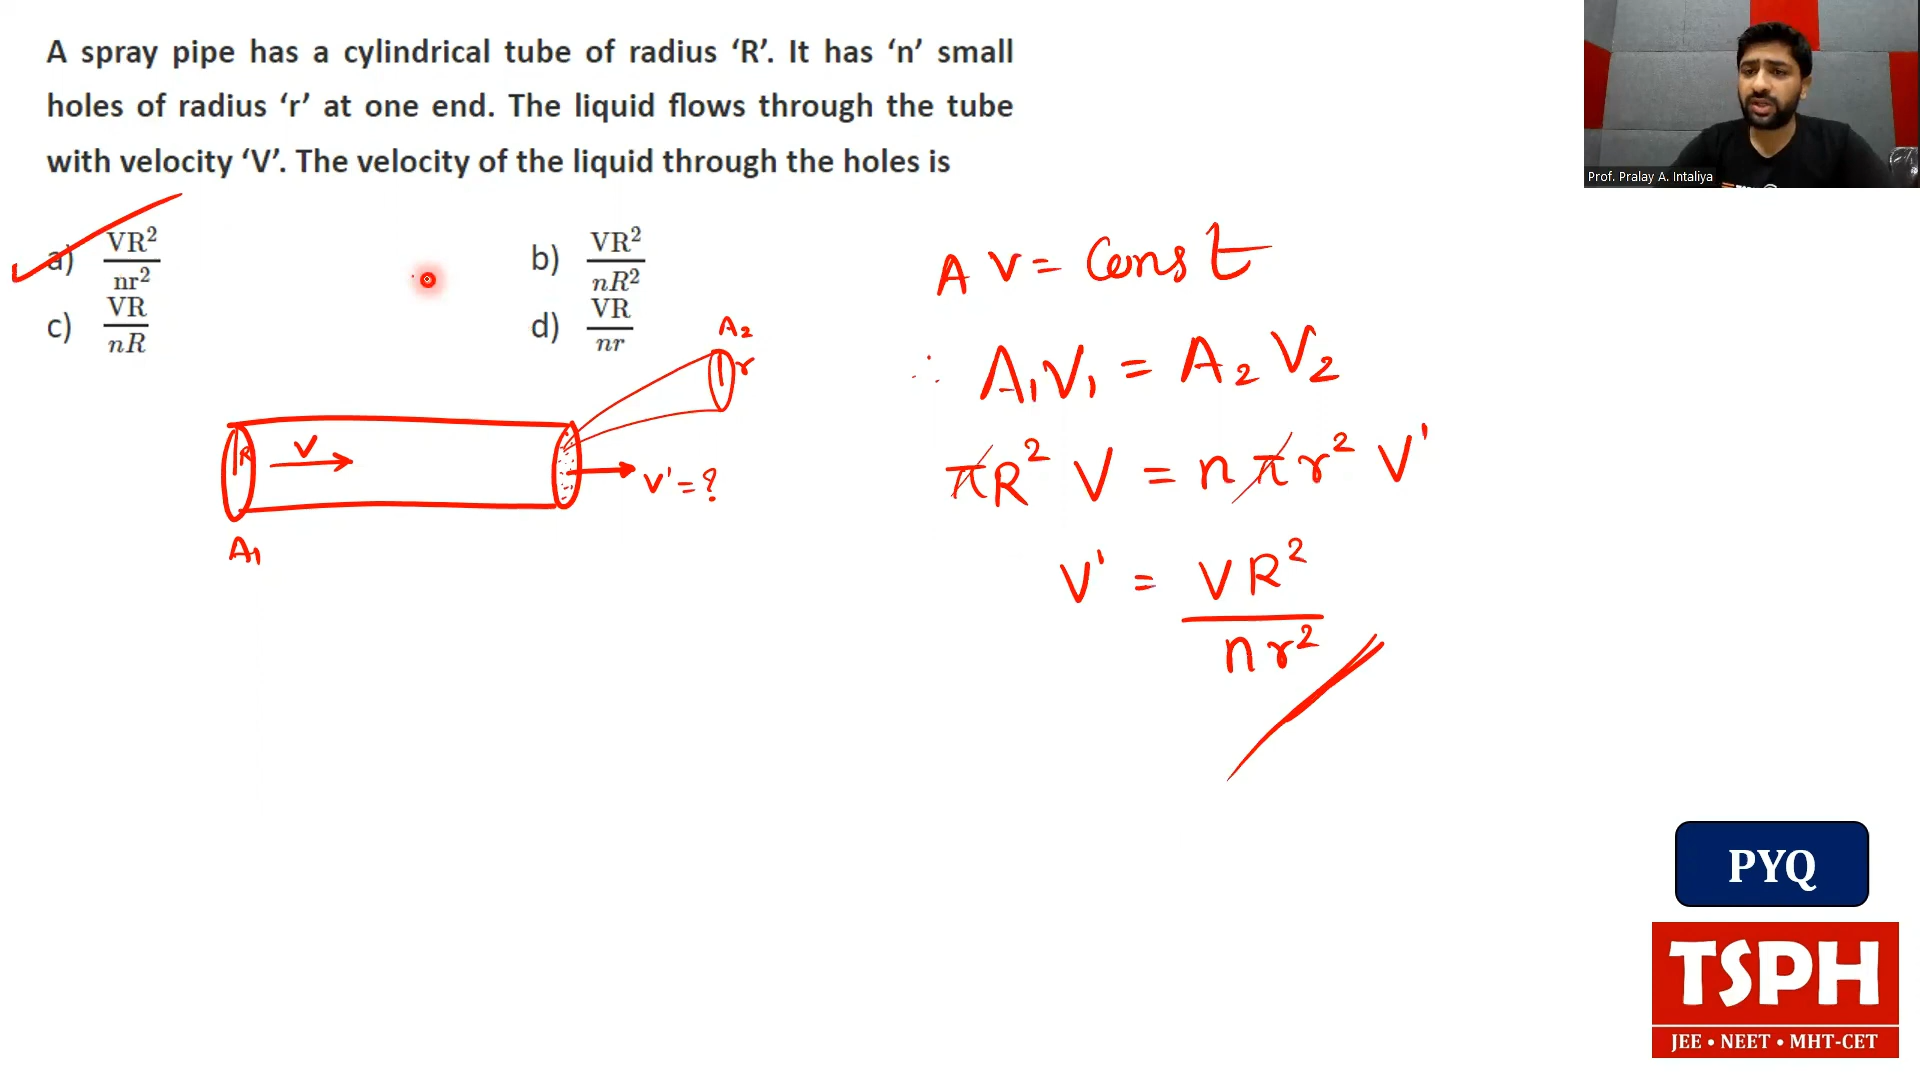 A spray pipe has a cylindrical tube of radius ‘R’. It has ‘n’ small
holes of radius ‘r’ at one end. The liquid flows through the tube
with velocity ‘V’. The velocity of the liquid through the holes is
a) VR²/nr²
b) VR²/nR²
c) VR/nR
d) VR/nr
A V = Const
∴ A₁V₁ = A₂V₂
πR² V = nπr² V'
V' = VR²/nr²
A₂
r
R
V
V' = ?
A₁
Prof. Pralay A. Intaliya
PYQ
TSPH
JEE • NEET • MHT-CET